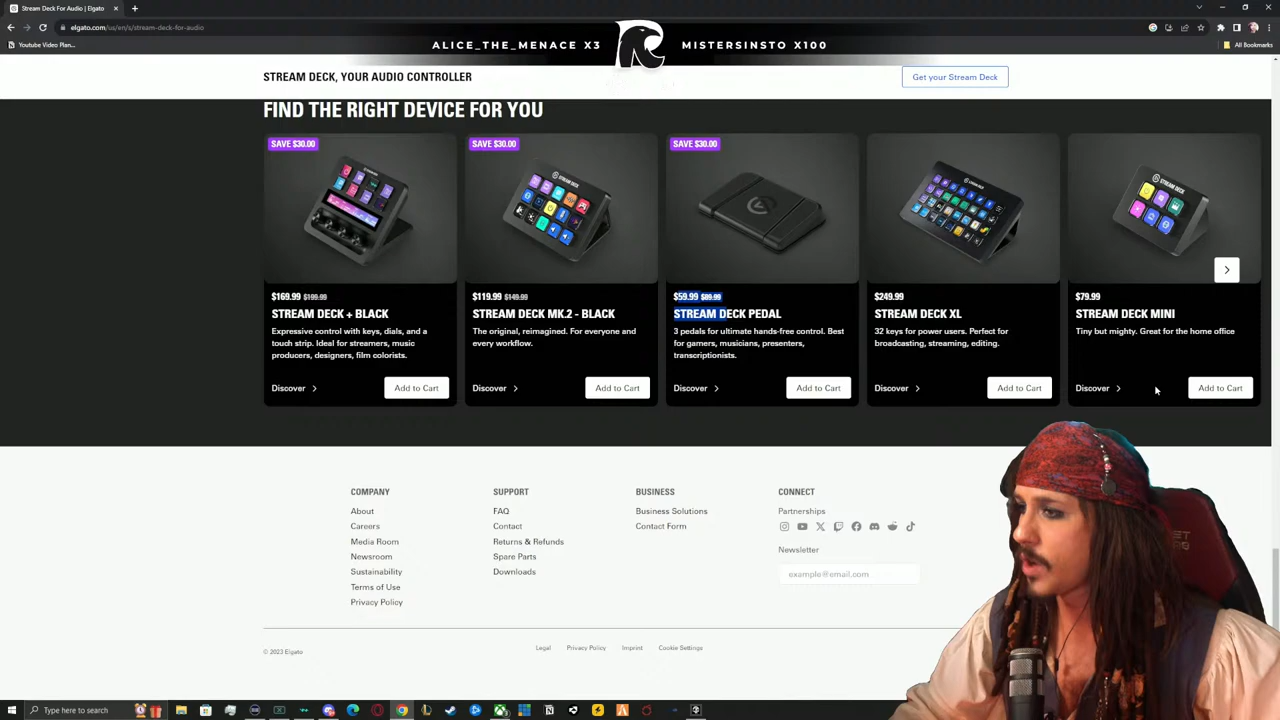 Stream Deck For Audio | Elgato
elgato.com/us/en/s/stream-deck-for-audio
Youtube Video Plan...
All Bookmarks
ALICE_THE_MENACE X3
MISTERSINSTO X100
STREAM DECK, YOUR AUDIO CONTROLLER
Get your Stream Deck
FIND THE RIGHT DEVICE FOR YOU
SAVE $30.00
$169.99 $199.99
STREAM DECK + BLACK
Expressive control with keys, dials, and a
touch strip. Ideal for streamers, music
producers, designers, film colorists.
Discover
Add to Cart
SAVE $30.00
$119.99 $149.99
STREAM DECK MK.2 - BLACK
The original, reimagined. For everyone and
every workflow.
Discover
Add to Cart
SAVE $30.00
$59.99 $89.99
STREAM DECK PEDAL
3 pedals for ultimate hands-free control. Best
for gamers, musicians, presenters,
transcriptionists.
Discover
Add to Cart
STREAM DECK
$249.99
STREAM DECK XL
32 keys for power users. Perfect for
broadcasting, streaming, editing.
Discover
Add to Cart
STREAM DECK
$79.99
STREAM DECK MINI
Tiny but mighty. Great for the home office
Discover
Add to Cart
COMPANY
About
Careers
Media Room
Newsroom
Sustainability
Terms of Use
Privacy Policy
SUPPORT
FAQ
Contact
Returns & Refunds
Spare Parts
Downloads
BUSINESS
Business Solutions
Contact Form
CONNECT
Partnerships
Newsletter
example@email.com
© 2023 Elgato
Legal
Privacy Policy
Imprint
Cookie Settings
Type here to search